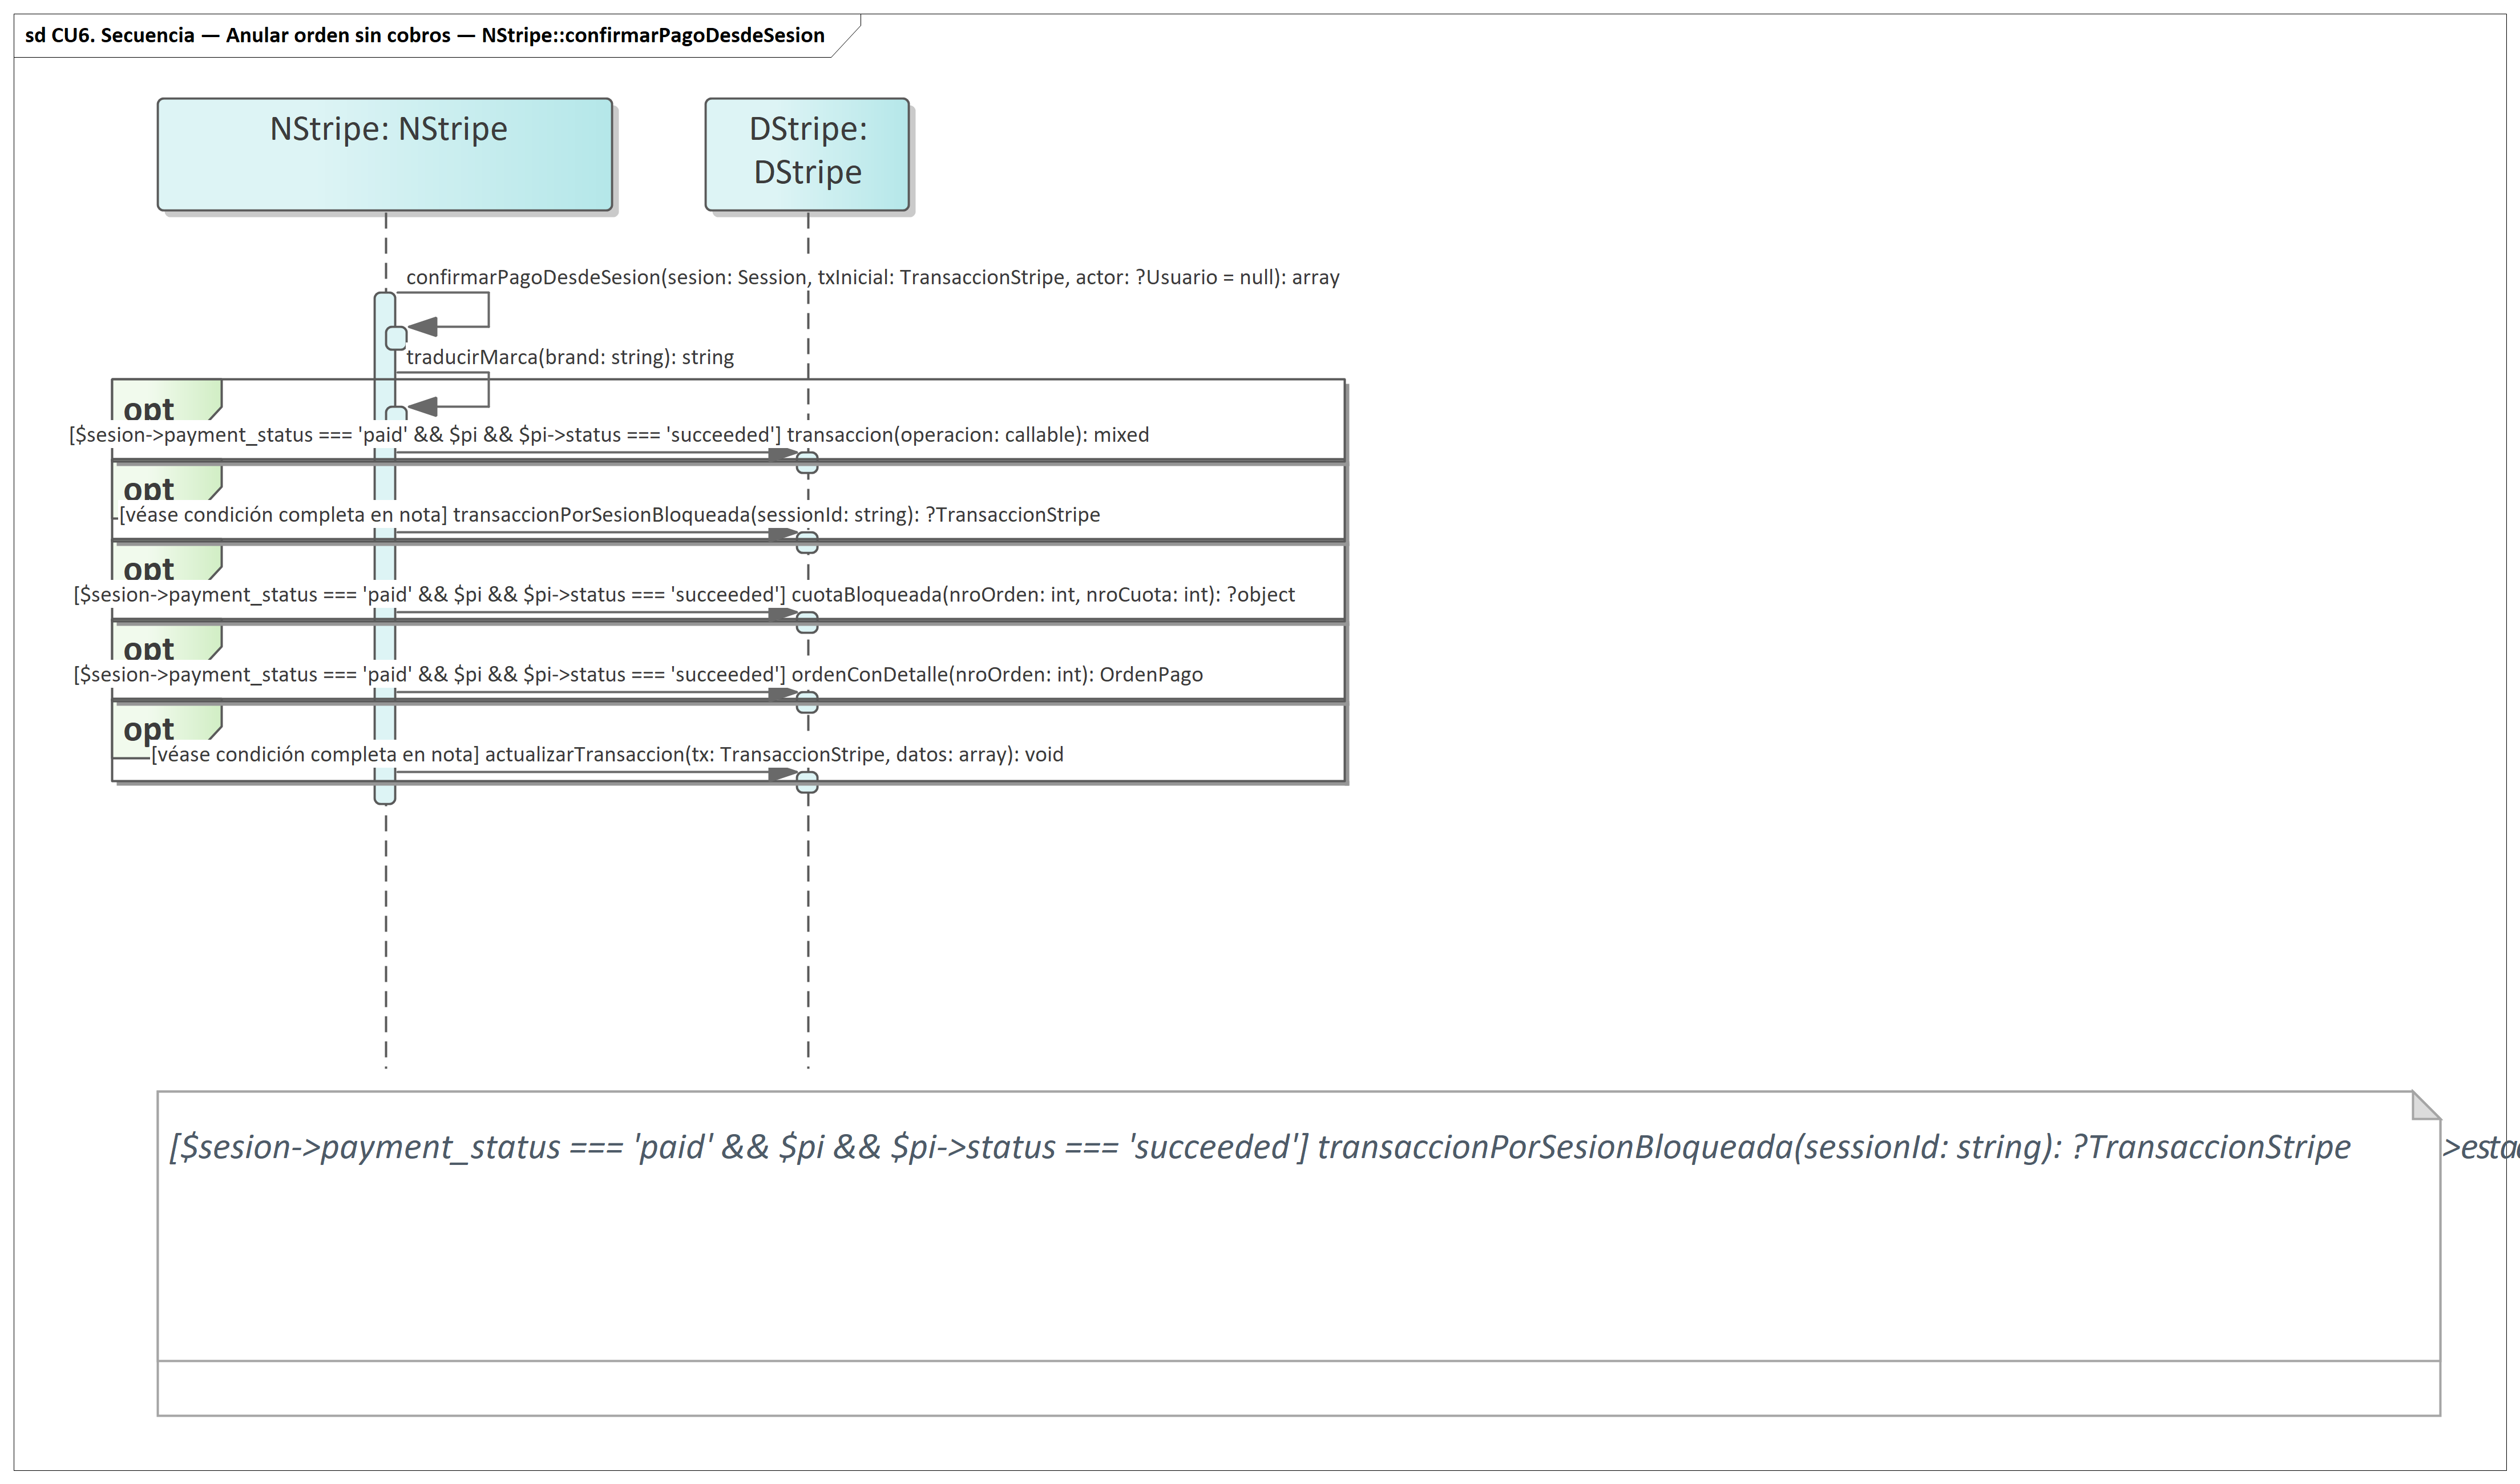 sd CU6. Secuencia — Anular orden sin cobros — NStripe::confirmarPagoDesdeSesion
NStripe: NStripe
DStripe:
DStripe
confirmarPagoDesdeSesion(sesion: Session, txInicial: TransaccionStripe, actor: ?Usuario = null): array
traducirMarca(brand: string): string
opt
[$sesion->payment_status === 'paid' && $pi && $pi->status === 'succeeded'] transaccion(operacion: callable): mixed
opt
[véase condición completa en nota] transaccionPorSesionBloqueada(sessionId: string): ?TransaccionStripe
opt
[$sesion->payment_status === 'paid' && $pi && $pi->status === 'succeeded'] cuotaBloqueada(nroOrden: int, nroCuota: int): ?object
opt
[$sesion->payment_status === 'paid' && $pi && $pi->status === 'succeeded'] ordenConDetalle(nroOrden: int): OrdenPago
opt
[véase condición completa en nota] actualizarTransaccion(tx: TransaccionStripe, datos: array): void
[$sesion->payment_status === 'paid' && $pi && $pi->status === 'succeeded'] transaccionPorSesionBloqueada(sessionId: string): ?TransaccionStripe